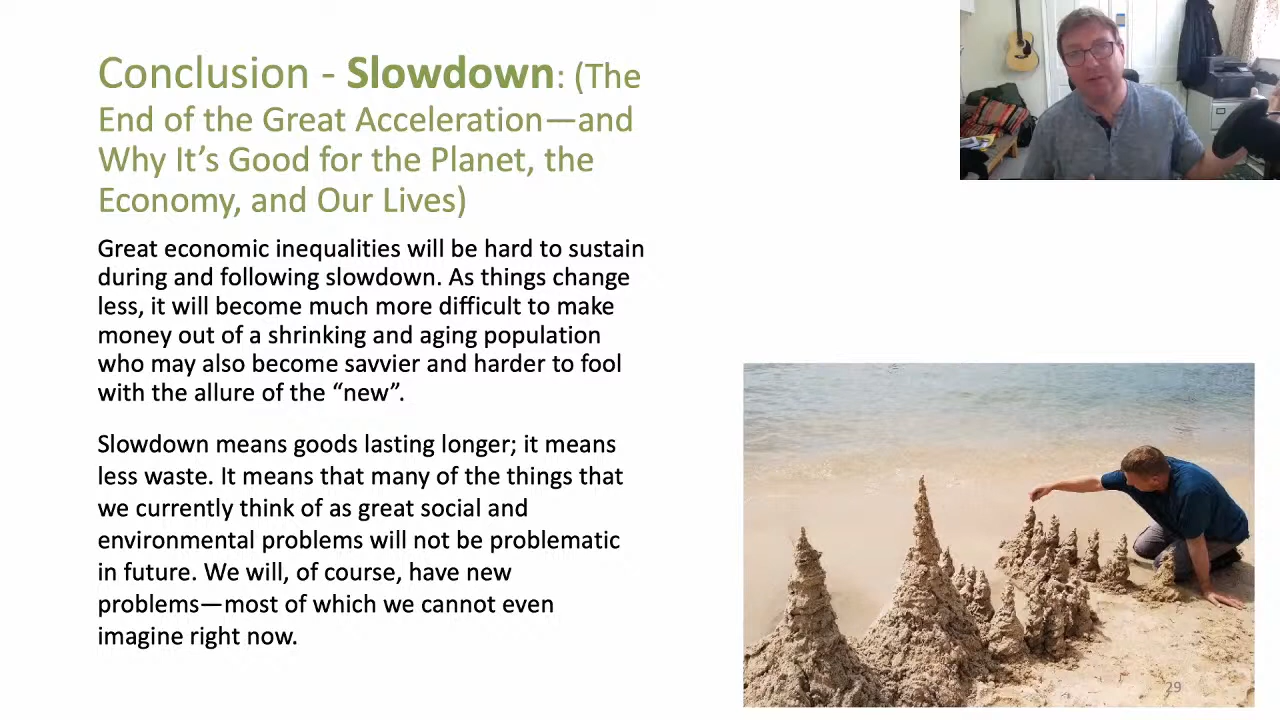 Conclusion - Slowdown: (The
End of the Great Acceleration—and
Why It’s Good for the Planet, the
Economy, and Our Lives)
Great economic inequalities will be hard to sustain
during and following slowdown. As things change
less, it will become much more difficult to make
money out of a shrinking and aging population
who may also become savvier and harder to fool
with the allure of the “new”.
Slowdown means goods lasting longer; it means
less waste. It means that many of the things that
we currently think of as great social and
environmental problems will not be problematic
in future. We will, of course, have new
problems—most of which we cannot even
imagine right now.
29